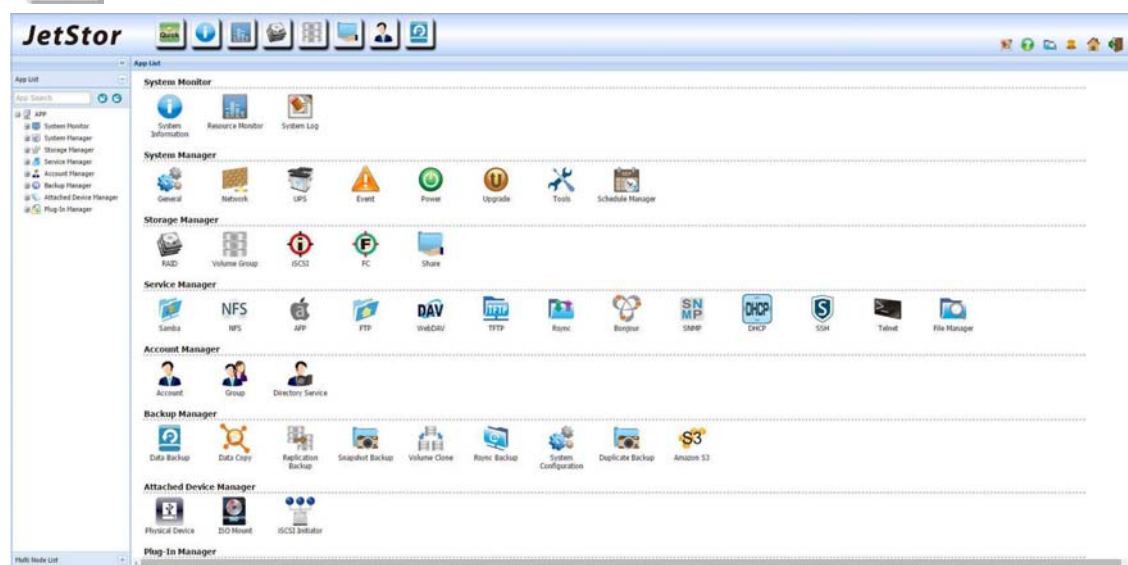 JetStor
Quick
App List
App List
App Search
APP
System Monitor
System Manager
Storage Manager
Service Manager
Account Manager
Backup Manager
Attached Device Manager
Plug-In Manager
Multi Node List
System Monitor
System Information
Resource Monitor
System Log
System Manager
General
Network
UPS
Event
Power
Upgrade
Tools
Schedule Manager
Storage Manager
RAID
Volume Group
iSCSI
FC
Share
Service Manager
Samba
NFS
NFS
AFP
FTP
DAV
WebDAV
TFTP
TFTP
Rsync
Bonjour
SNMP
SNMP
DHCP
DHCP
SSH
Telnet
File Manager
Account Manager
Account
Group
Directory Service
Backup Manager
Data Backup
Data Copy
Replication Backup
Snapshot Backup
Volume Clone
Rsync Backup
System Configuration
Duplicate Backup
S3
Amazon S3
Attached Device Manager
Physical Device
ISO Mount
iSCSI Initiator
Plug-In Manager